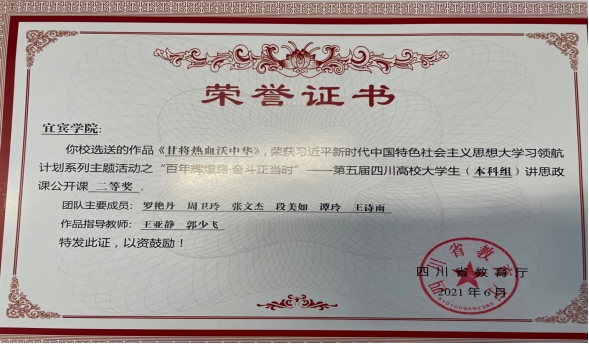 荣誉证书
宜宾学院:
你校选送的作品《甘将热血沃中华》,荣获习近平新时代中国特色社会主义思想大学习领航
计划系列主题活动之“百年辉煌路 奋斗正当时”——第五届四川高校大学生(本科组)讲思政
课公开课 二等奖.
团队主要成员: 罗艳丹 周卫玲 张文杰 段美如 谭玲 王诗雨
作品指导教师: 王亚静 郭少飞
特发此证,以资鼓励!
四川省教育厅
2021年6月
四川省教育厅